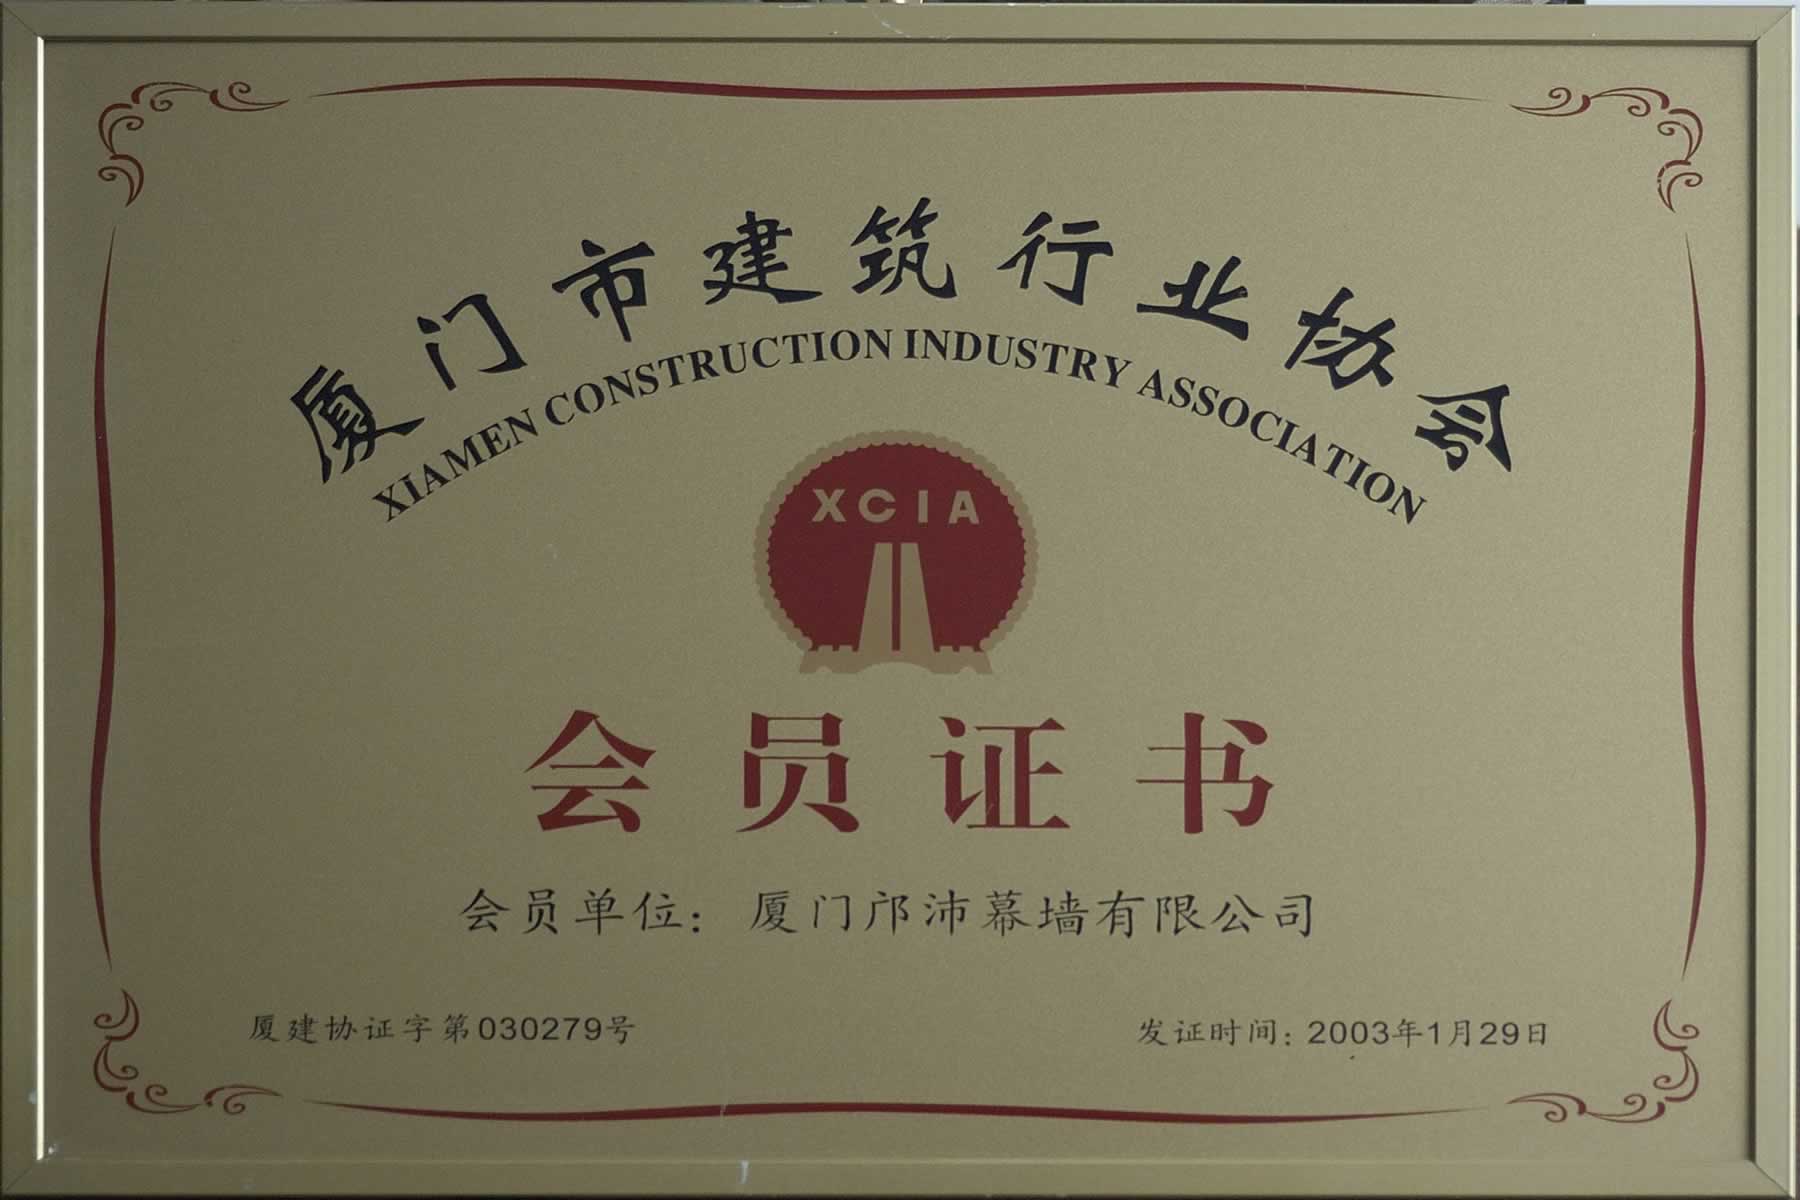 厦门市建筑行业协会
XIAMEN CONSTRUCTION INDUSTRY ASSOCIATION
XCIA
会员证书
会员单位：厦门邝沛幕墙有限公司
厦建协证字第030279号
发证时间：2003年1月29日